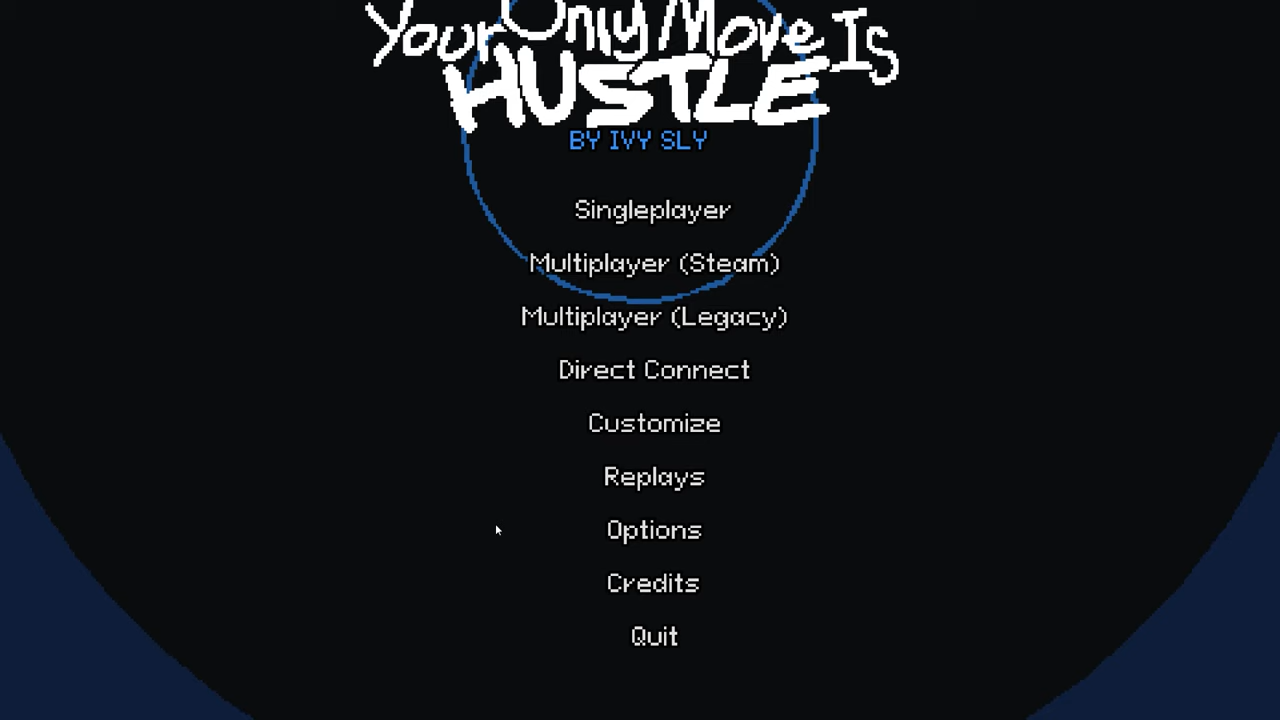 Your Only Move Is
HUSTLE
BY IVY SLY
Singleplayer
Multiplayer (Steam)
Multiplayer (Legacy)
Direct Connect
Customize
Replays
Options
Credits
Quit